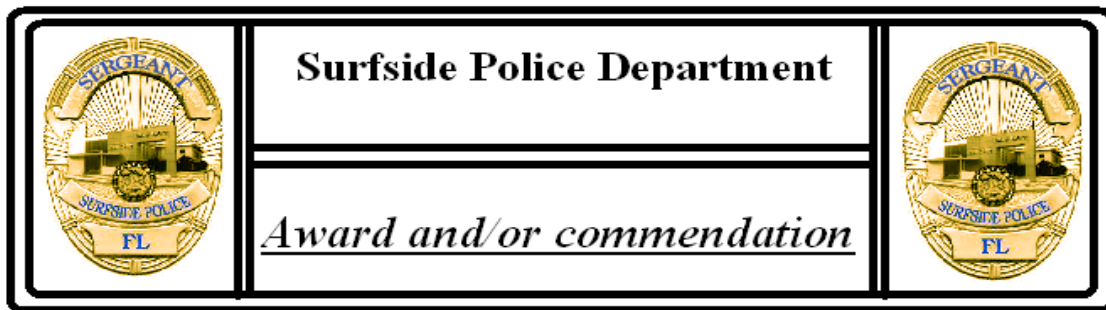 SERGEANT
SURFSIDE POLICE
FL
Surfside Police Department
Award and/or commendation
SERGEANT
SURFSIDE POLICE
FL